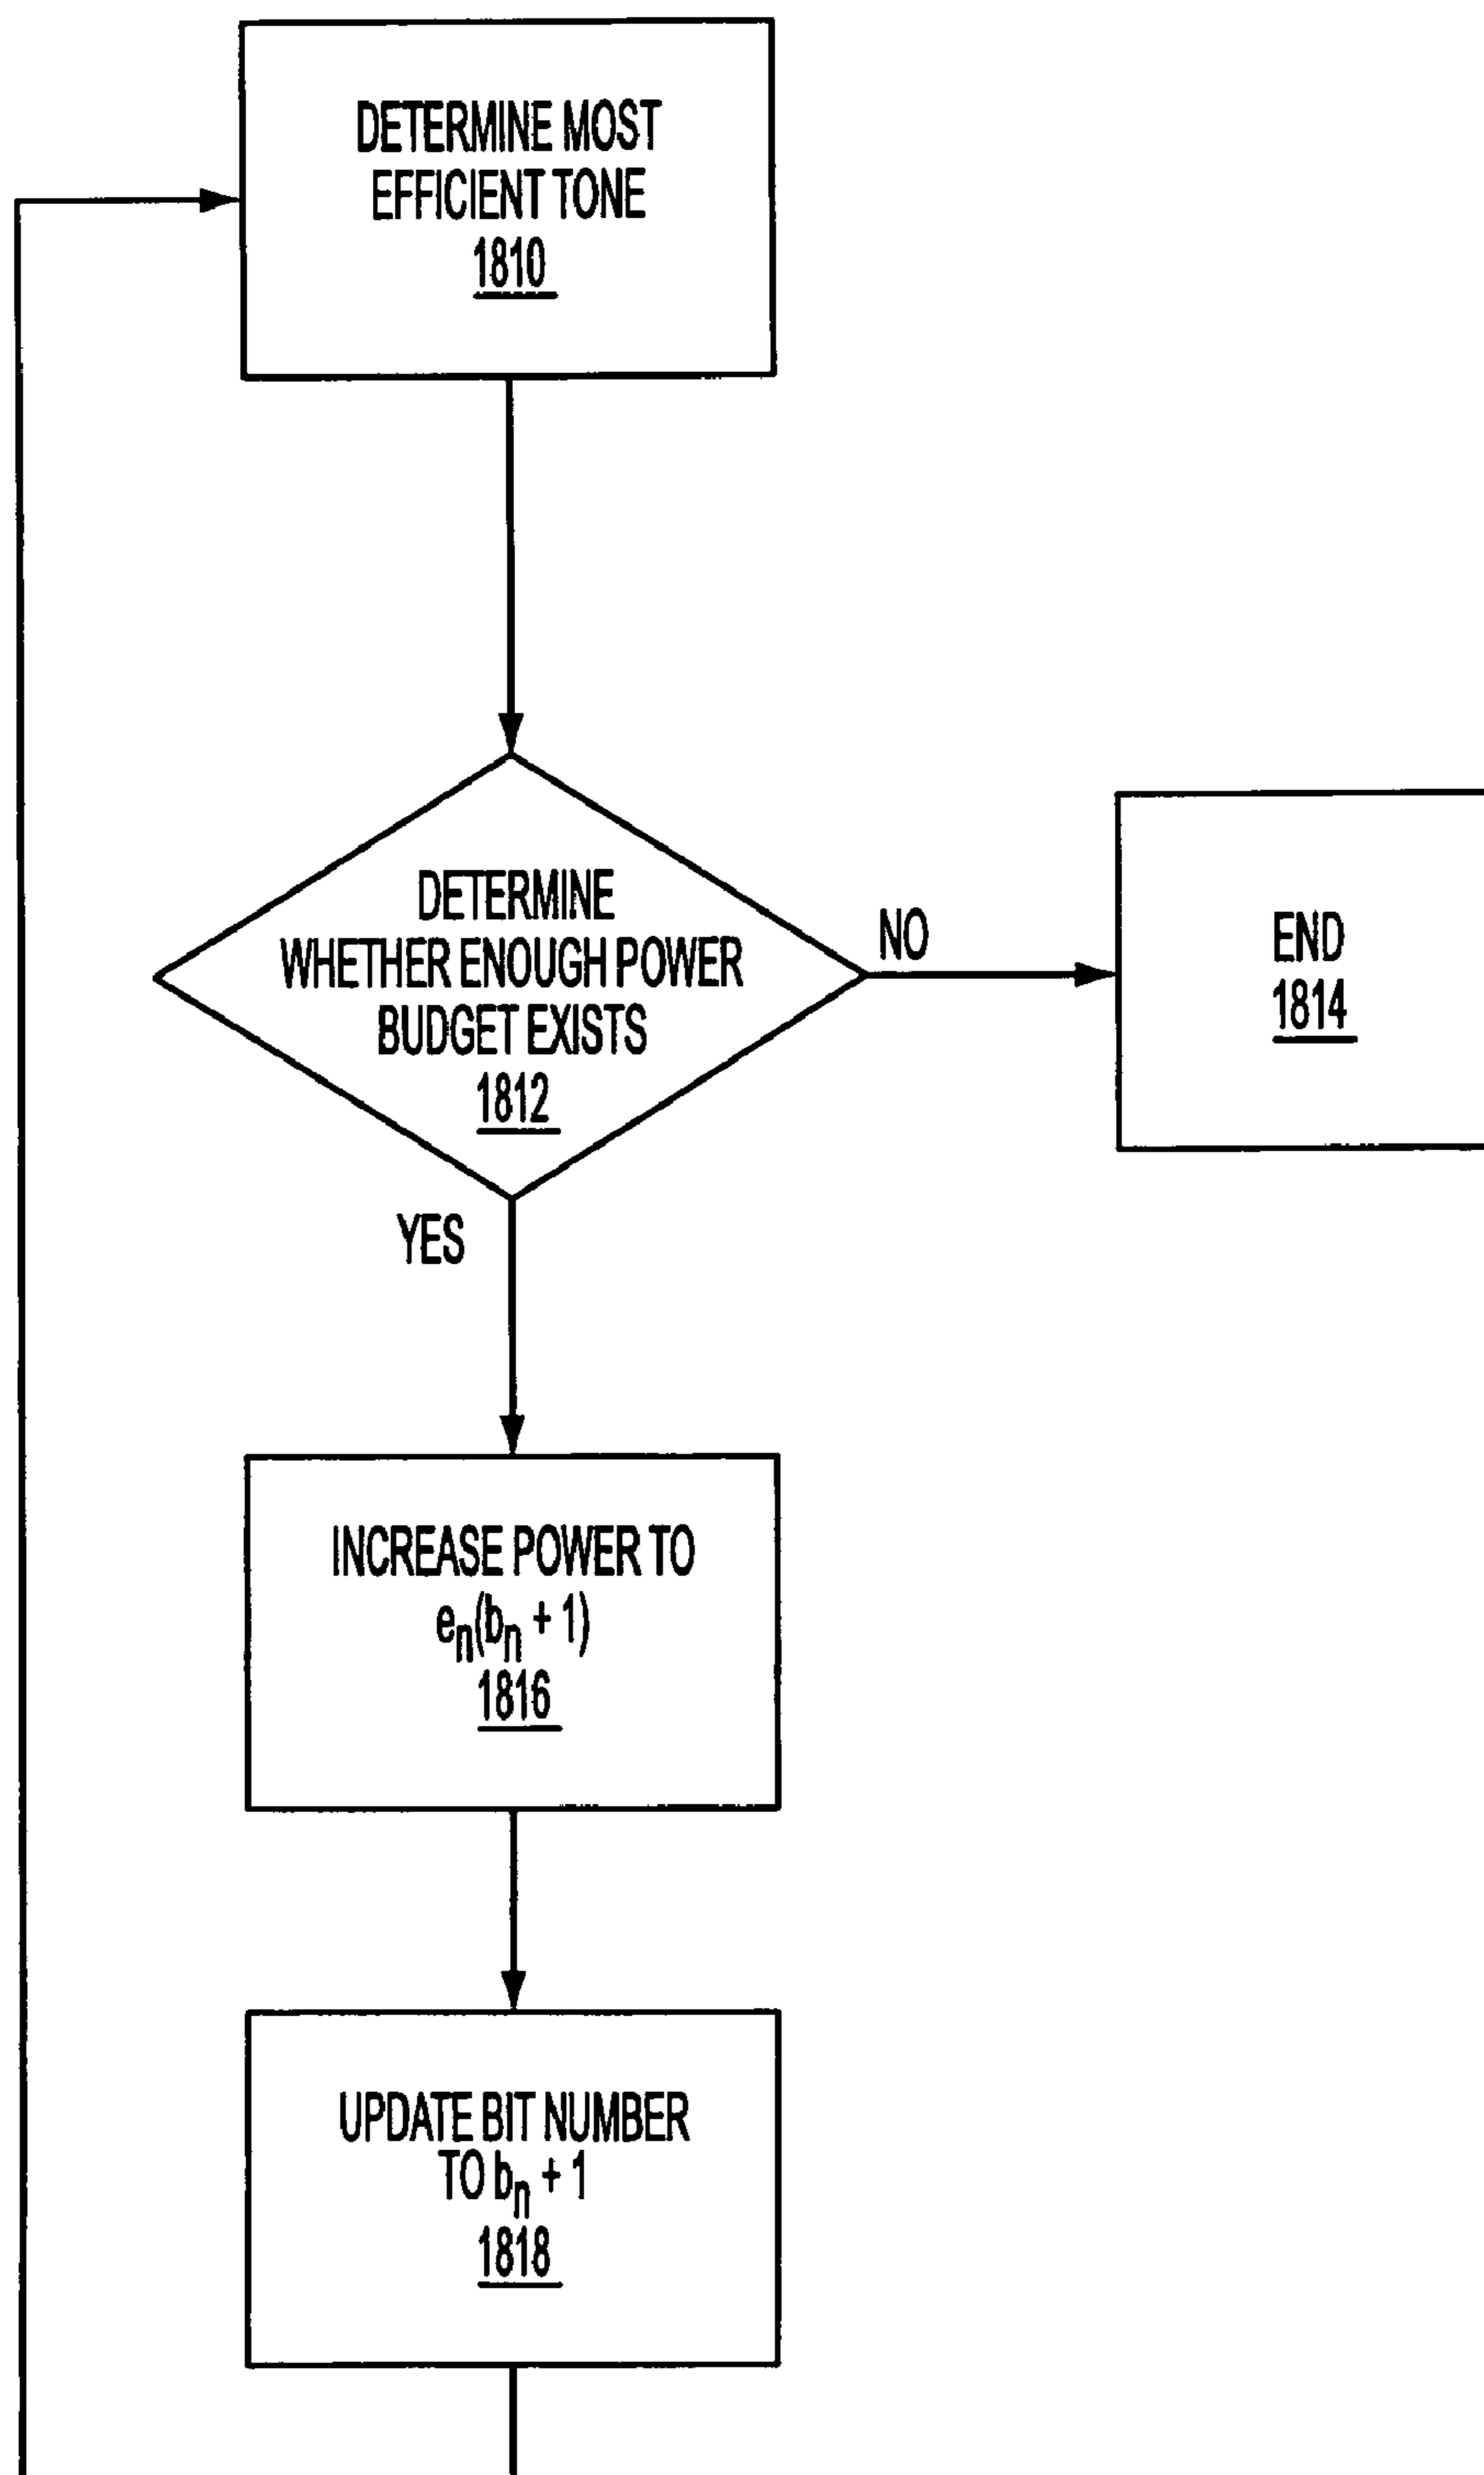 DETERMINE MOST
EFFICIENT TONE
1810
DETERMINE
WHETHER ENOUGH POWER
BUDGET EXISTS
1812
NO
END
1814
YES
INCREASE POWER TO
eₙ(bₙ + 1)
1816
UPDATE BIT NUMBER
TO bₙ + 1
1818